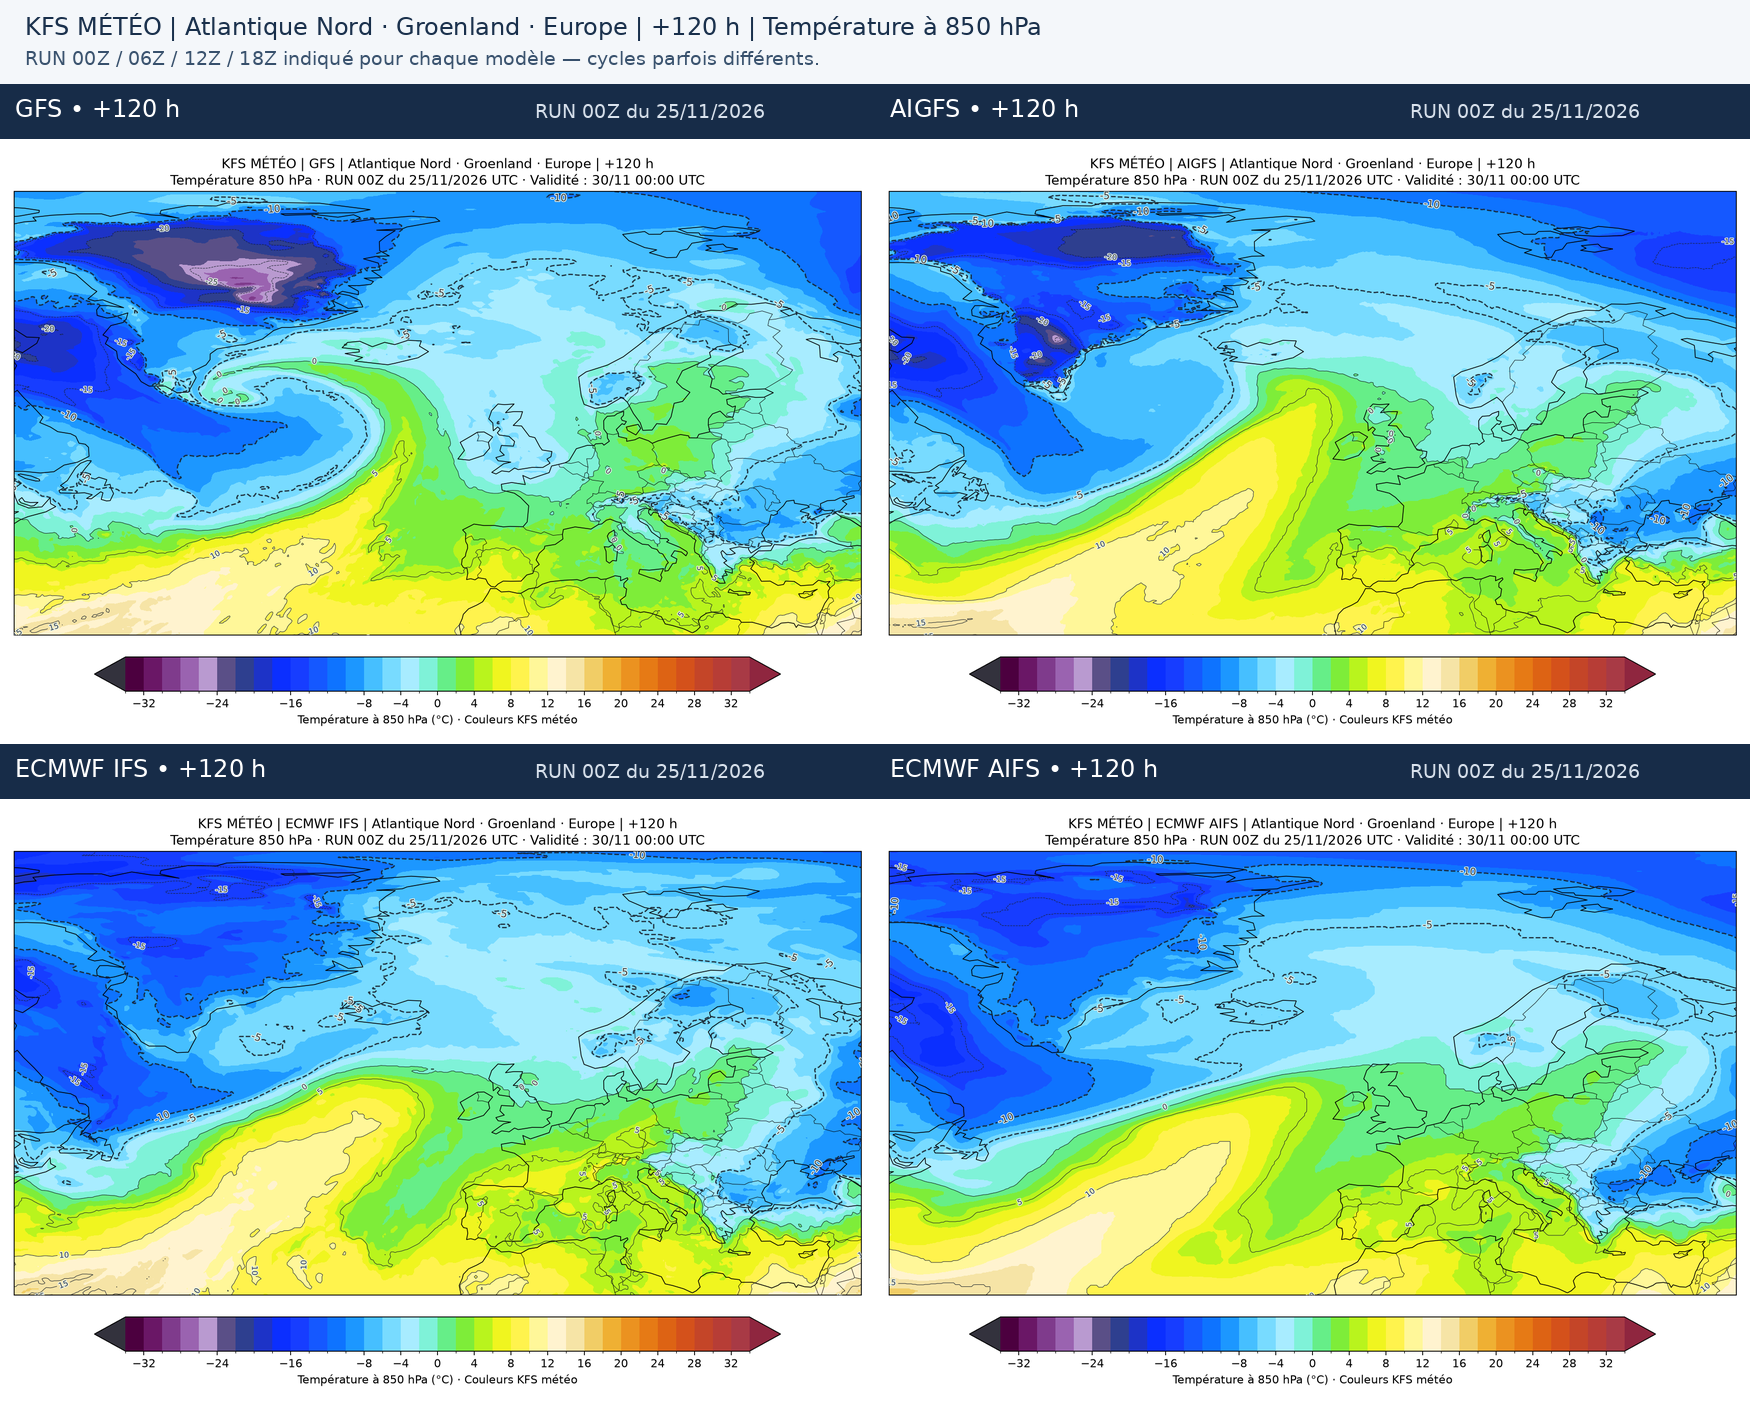 KFS MÉTÉO | Atlantique Nord · Groenland · Europe | +120 h | Température à 850 hPa
RUN 00Z / 06Z / 12Z / 18Z indiqué pour chaque modèle — cycles parfois différents.
GFS • +120 h
RUN 00Z du 25/11/2026
AIGFS • +120 h
RUN 00Z du 25/11/2026
KFS MÉTÉO | GFS | Atlantique Nord · Groenland · Europe | +120 h
Température 850 hPa · RUN 00Z du 25/11/2026 UTC · Validité : 30/11 00:00 UTC
KFS MÉTÉO | AIGFS | Atlantique Nord · Groenland · Europe | +120 h
Température 850 hPa · RUN 00Z du 25/11/2026 UTC · Validité : 30/11 00:00 UTC
−32 −24 −16 −8 −4 0 4 8 12 16 20 24 28 32
Température à 850 hPa (°C) · Couleurs KFS météo
−32 −24 −16 −8 −4 0 4 8 12 16 20 24 28 32
Température à 850 hPa (°C) · Couleurs KFS météo
ECMWF IFS • +120 h
RUN 00Z du 25/11/2026
ECMWF AIFS • +120 h
RUN 00Z du 25/11/2026
KFS MÉTÉO | ECMWF IFS | Atlantique Nord · Groenland · Europe | +120 h
Température 850 hPa · RUN 00Z du 25/11/2026 UTC · Validité : 30/11 00:00 UTC
KFS MÉTÉO | ECMWF AIFS | Atlantique Nord · Groenland · Europe | +120 h
Température 850 hPa · RUN 00Z du 25/11/2026 UTC · Validité : 30/11 00:00 UTC
−32 −24 −16 −8 −4 0 4 8 12 16 20 24 28 32
Température à 850 hPa (°C) · Couleurs KFS météo
−32 −24 −16 −8 −4 0 4 8 12 16 20 24 28 32
Température à 850 hPa (°C) · Couleurs KFS météo